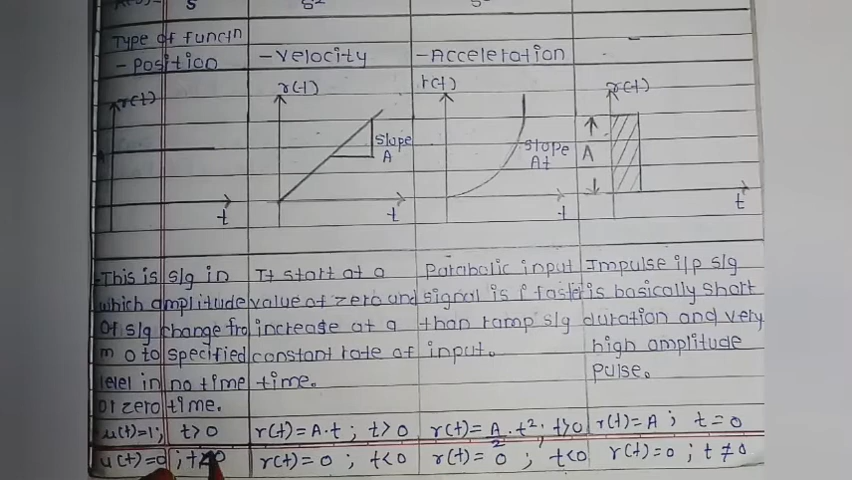 Type of functn
- Position
- Velocity
- Acceleration
r(t)
A
t
r(t)
slope
A
t
r(t)
slope
At
t
r(t)
A
t
- This is s/g in
which amplitude
of s/g change fro
m 0 to specified
level in no time
or zero time.
u(t)=1; t>0
u(t)=0; t<0
It start at a
value of zero and
increase at a
constant rate of
time.
r(t) = A.t ; t>0
r(t) = 0 ; t<0
Parabolic input
signal is faster
than ramp s/g
input.
r(t) = A/2 . t² ; t>0
r(t) = 0 ; t<0
Impulse i/p s/g
is basically short
duration and very
high amplitude
pulse.
r(t) = A ; t = 0
r(t) = 0 ; t ≠ 0